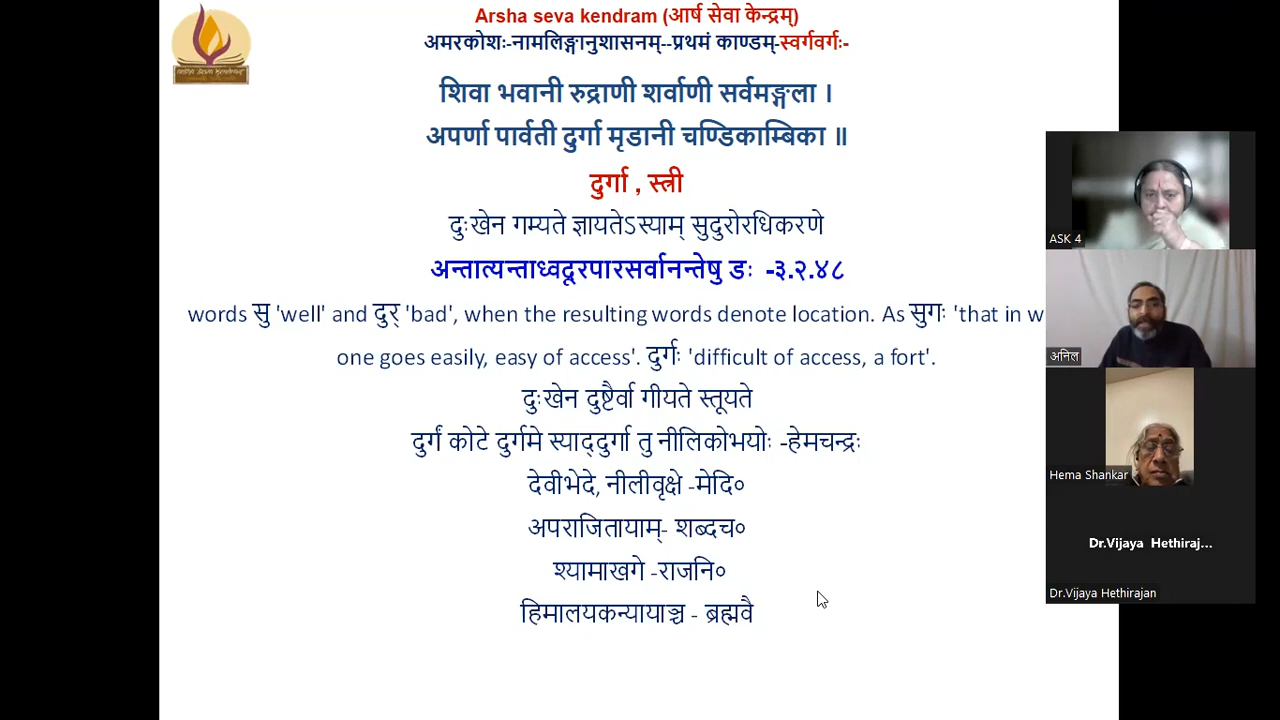 Arsha seva kendram (आर्ष सेवा केन्द्रम्)
अमरकोशः-नामलिङ्गानुशासनम्--प्रथमं काण्डम्-स्वर्गवर्गः-
शिवा भवानी रुद्राणी शर्वाणी सर्वमङ्गला ।
अपर्णा पार्वती दुर्गा मृडानी चण्डिकाम्बिका ॥
दुर्गा , स्त्री
दुःखेन गम्यते ज्ञायतेऽस्याम् सुदुरोरधिकरणे
अन्तात्यन्ताध्वदूरपारसर्वानन्तेषु डः -३.२.४८
words सु 'well' and दुर् 'bad', when the resulting words denote location. As सुगः 'that in w
one goes easily, easy of access'. दुर्गः 'difficult of access, a fort'.
दुःखेन दुष्टैर्वा गीयते स्तूयते
दुर्गं कोटे दुर्गमे स्याद्दुर्गा तु नीलिकोभयोः -हेमचन्द्रः
देवीभेदे, नीलीवृक्षे -मेदि०
अपराजितायाम्- शब्दच०
श्यामाखगे -राजनि०
हिमालयकन्यायाञ्च - ब्रह्मवै
ASK 4
अनिल
Hema Shankar
Dr.Vijaya Hethiraj...
Dr.Vijaya Hethirajan